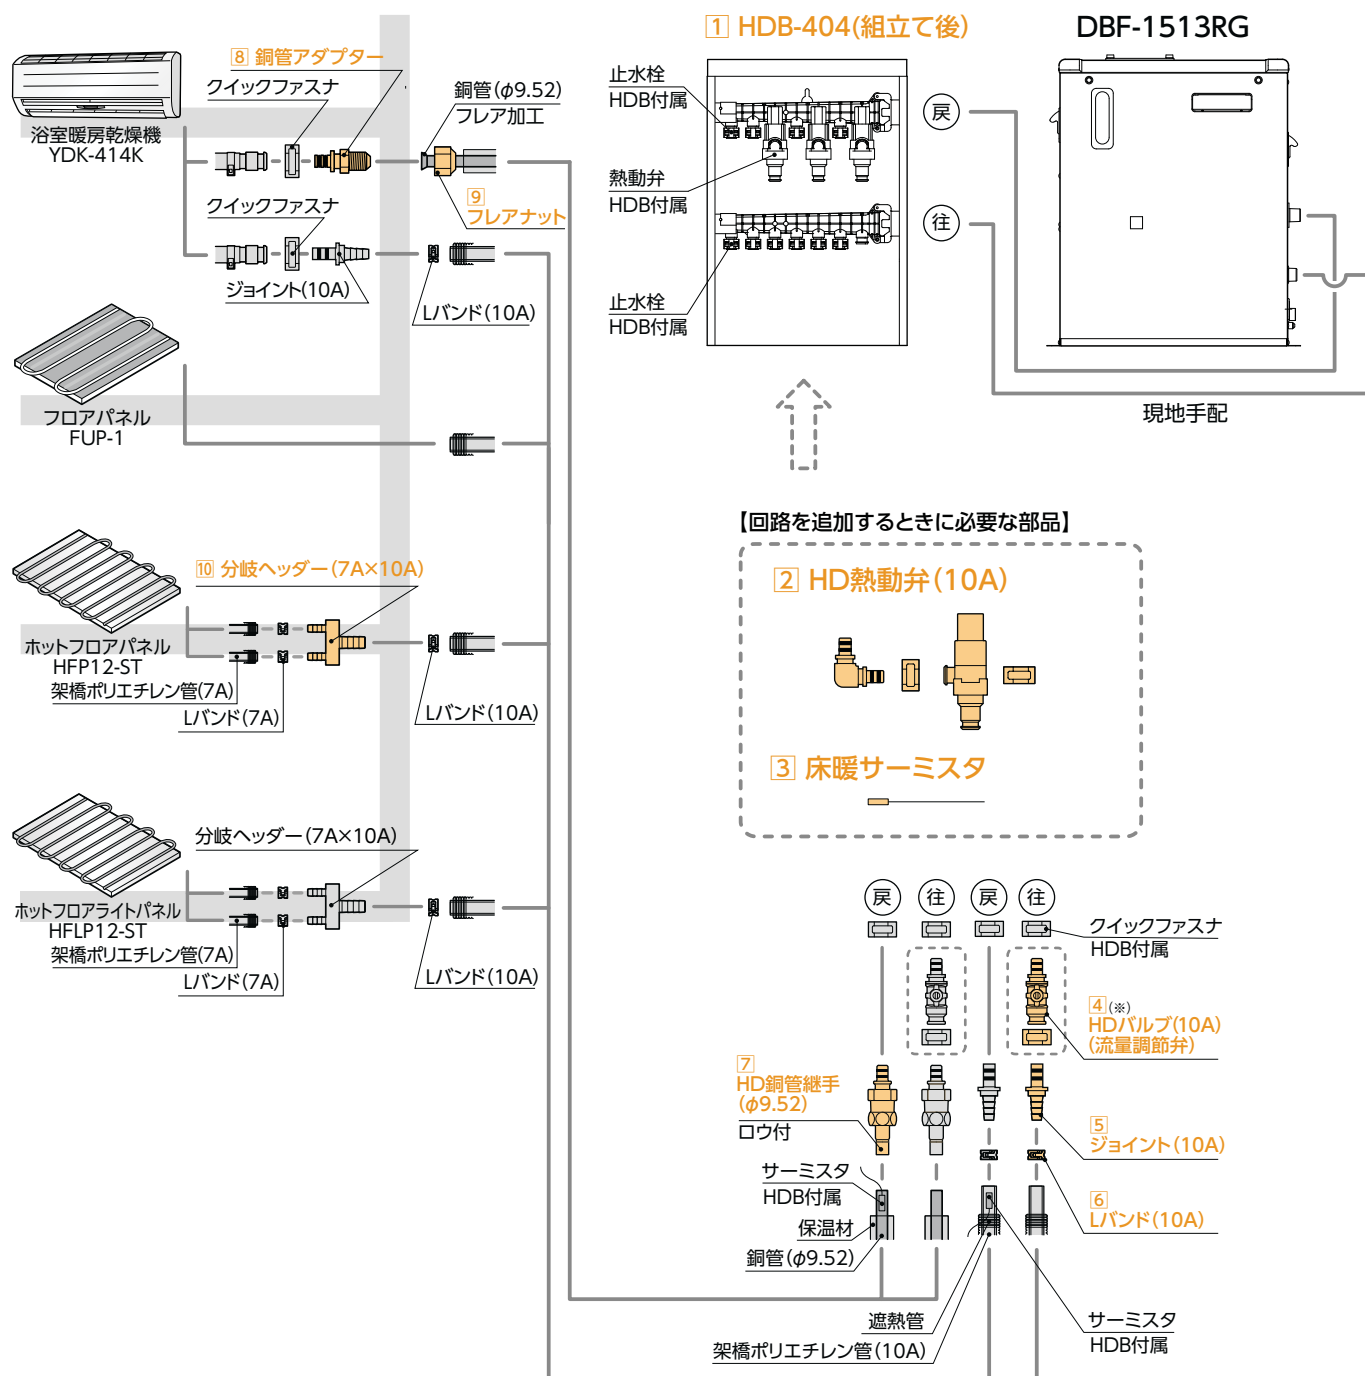 1 HDB-404(組立て後)
DBF-1513RG
8 銅管アダプター
クイックファスナ
銅管(φ9.52)
フレア加工
浴室暖房乾燥機
YDK-414K
9
フレアナット
クイックファスナ
ジョイント(10A)
Lバンド(10A)
止水栓
HDB付属
熱動弁
HDB付属
止水栓
HDB付属
戻
往
現地手配
フロアパネル
FUP-1
【回路を追加するときに必要な部品】
2 HD熱動弁(10A)
3 床暖サーミスタ
10 分岐ヘッダー(7A×10A)
ホットフロアパネル
HFP12-ST
架橋ポリエチレン管(7A)
Lバンド(7A)
Lバンド(10A)
分岐ヘッダー(7A×10A)
ホットフロアライトパネル
HFLP12-ST
架橋ポリエチレン管(7A)
Lバンド(7A)
Lバンド(10A)
戻 往 戻 往
クイックファスナ
HDB付属
4(※)
HDバルブ(10A)
(流量調節弁)
7
HD銅管継手
(φ9.52)
ロウ付
5
ジョイント(10A)
サーミスタ
HDB付属
6
Lバンド(10A)
保温材
銅管(φ9.52)
遮熱管
架橋ポリエチレン管(10A)
サーミスタ
HDB付属